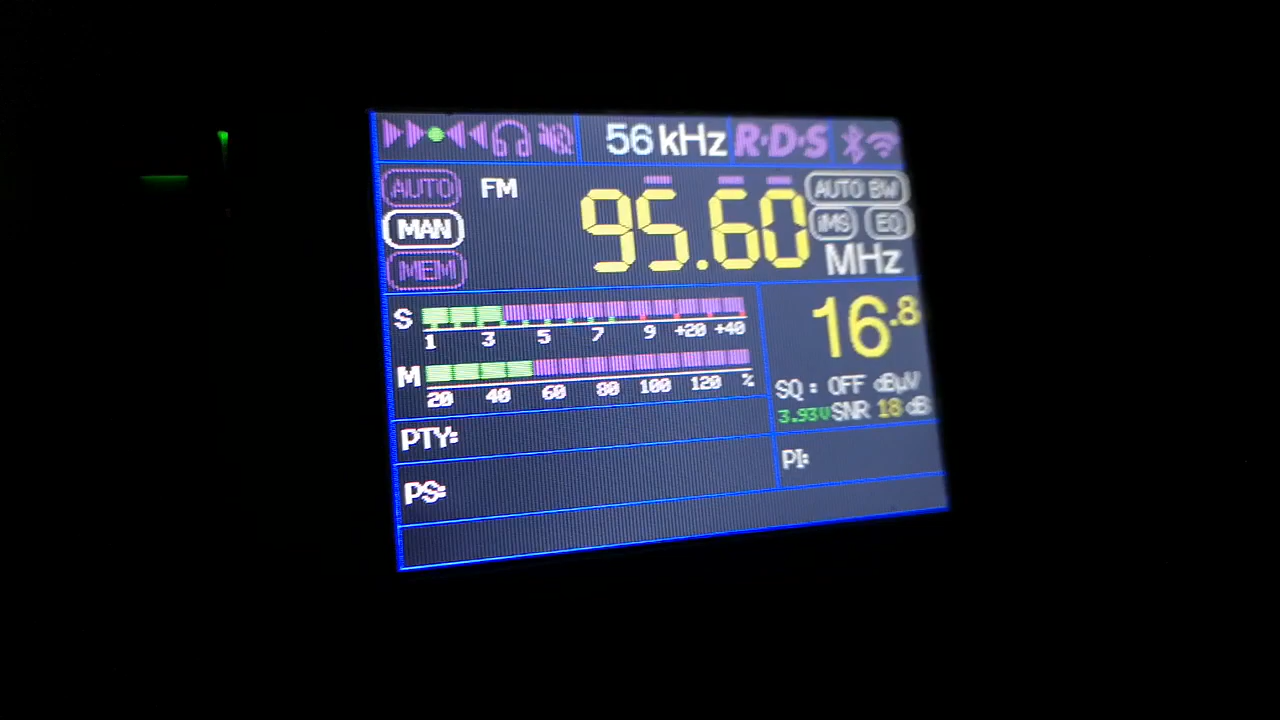 56 kHz R·D·S
AUTO FM 95.60 AUTO BW
MAN iMS EQ
MEM MHz
S 1 3 5 7 9 +20 +40
16.8
M 20 40 60 80 100 120 %
SQ : OFF dBµV
3.93V SNR 18 dB
PTY:
PI:
PS: